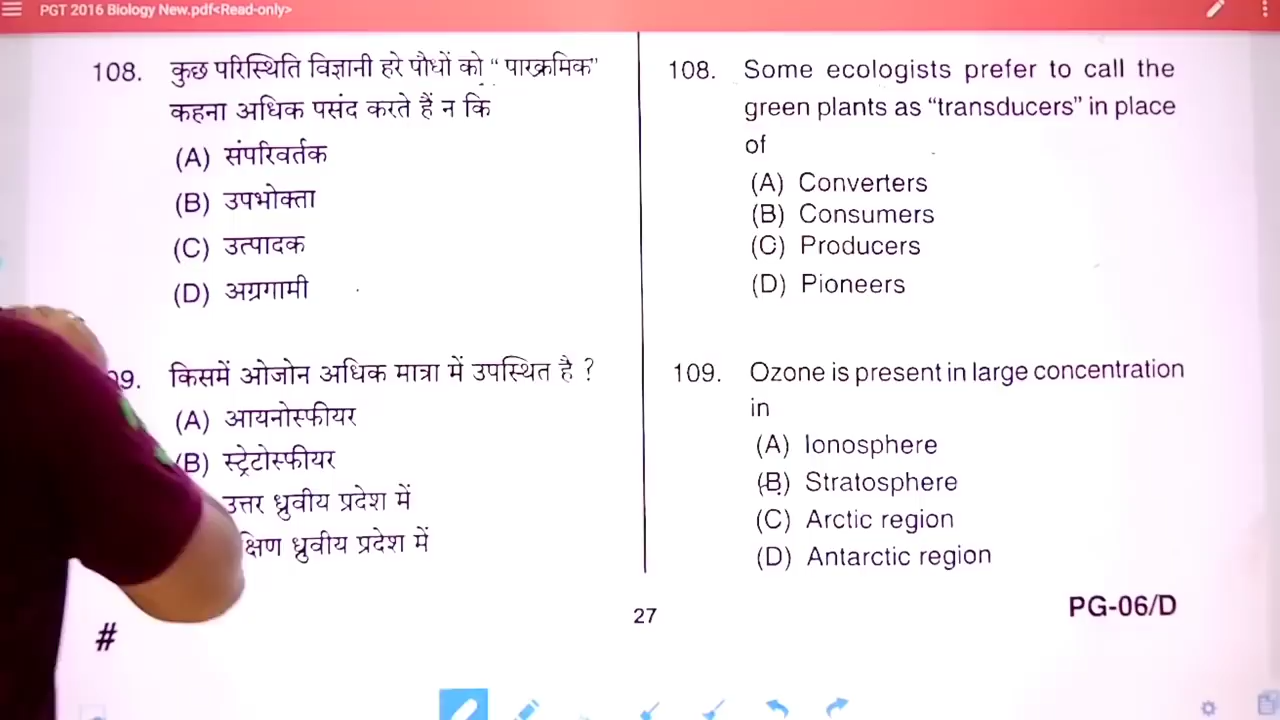 PGT 2016 Biology New.pdf<Read-only>
108. कुछ परिस्थिति विज्ञानी हरे पौधों को “ पारक्रमिक”
कहना अधिक पसंद करते हैं न कि
(A) संपरिवर्तक
(B) उपभोक्ता
(C) उत्पादक
(D) अग्रगामी
09. किसमें ओजोन अधिक मात्रा में उपस्थित है ?
(A) आयनोस्फीयर
(B) स्ट्रेटोस्फीयर
उत्तर ध्रुवीय प्रदेश में
क्षिण ध्रुवीय प्रदेश में
#
108. Some ecologists prefer to call the
green plants as “transducers” in place
of
(A) Converters
(B) Consumers
(C) Producers
(D) Pioneers
109. Ozone is present in large concentration
in
(A) Ionosphere
(B) Stratosphere
(C) Arctic region
(D) Antarctic region
27
PG-06/D